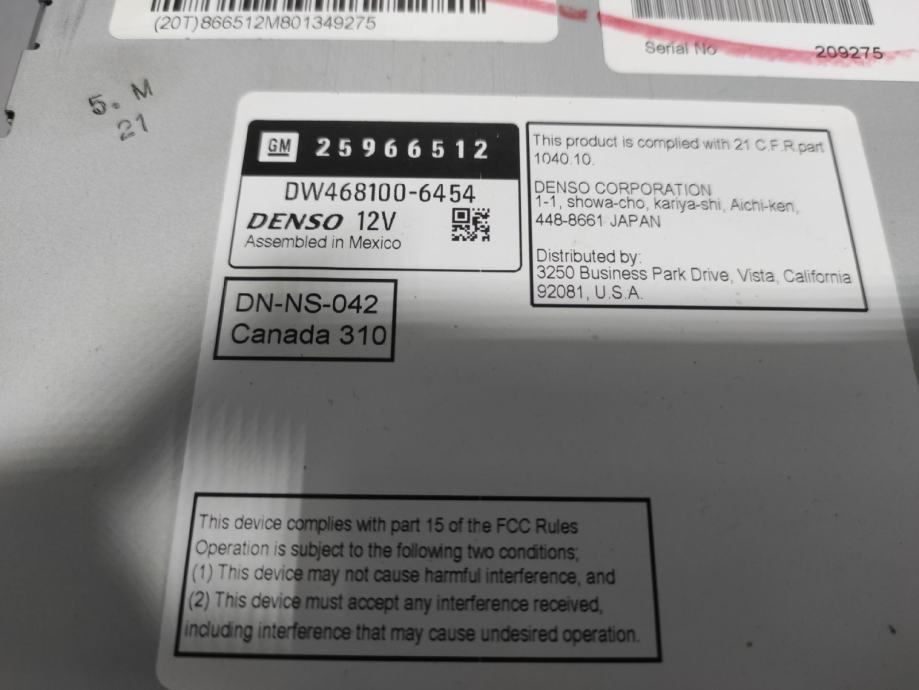 (20T)866512M801349275
Serial No 209275
5. M
21
GM 25966512
DW468100-6454
DENSO 12V
Assembled in Mexico
This product is complied with 21 C.F.R.part
1040.10.
DENSO CORPORATION
1-1, showa-cho, kariya-shi, Aichi-ken,
448-8661 JAPAN
Distributed by:
3250 Business Park Drive, Vista, California
92081, U.S.A.
DN-NS-042
Canada 310
This device complies with part 15 of the FCC Rules
Operation is subject to the following two conditions;
(1) This device may not cause harmful interference, and
(2) This device must accept any interference received,
including interference that may cause undesired operation.